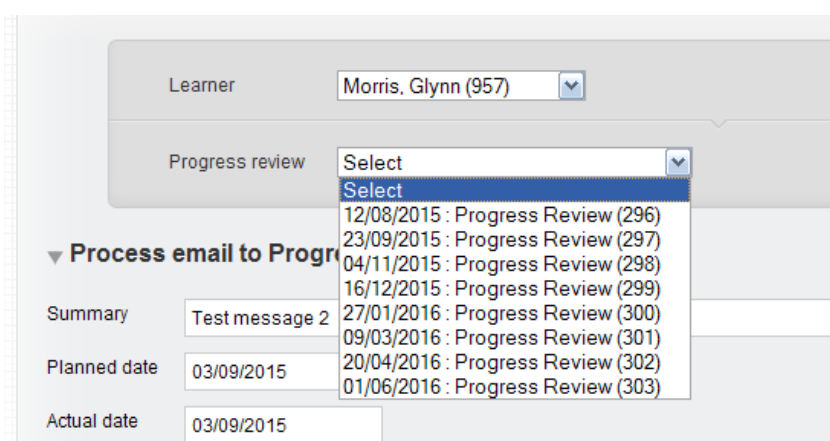 Learner Morris, Glynn (957)
Progress review Select
Select
12/08/2015 : Progress Review (296)
23/09/2015 : Progress Review (297)
04/11/2015 : Progress Review (298)
16/12/2015 : Progress Review (299)
27/01/2016 : Progress Review (300)
09/03/2016 : Progress Review (301)
20/04/2016 : Progress Review (302)
01/06/2016 : Progress Review (303)
Process email to Progre
Summary Test message 2
Planned date 03/09/2015
Actual date 03/09/2015